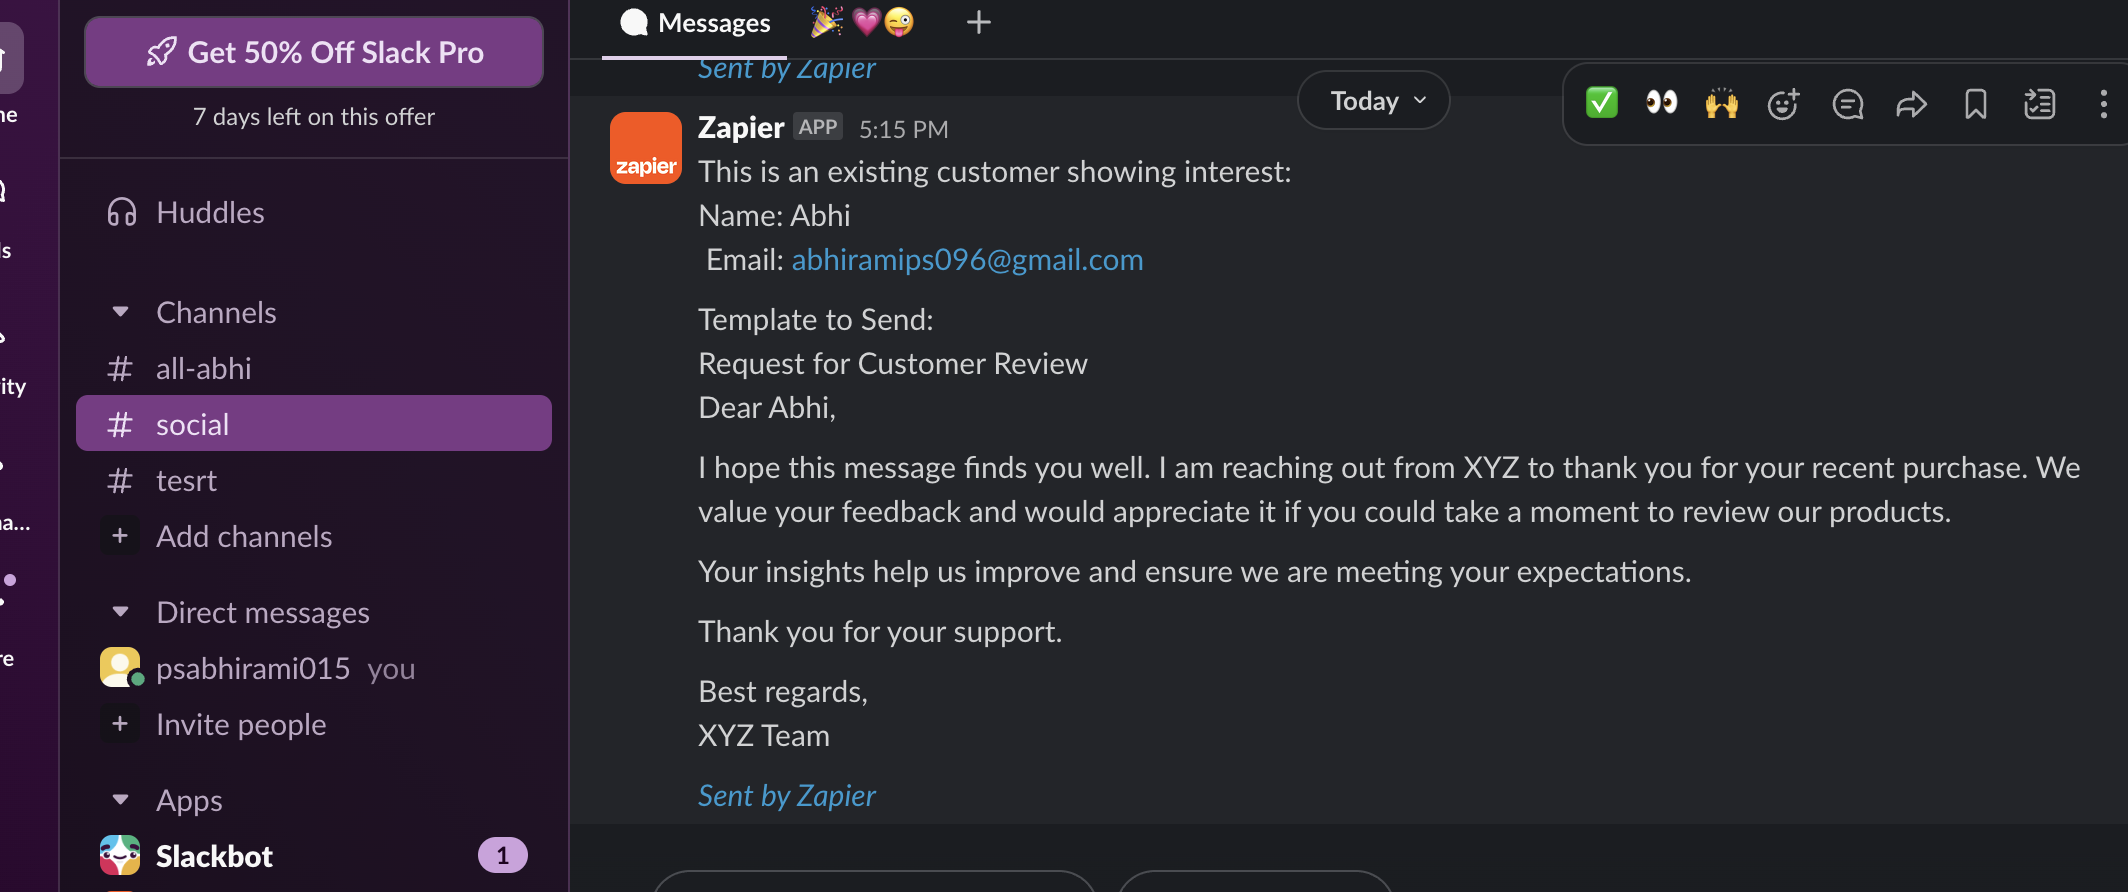 Get 50% Off Slack Pro
7 days left on this offer
Huddles
Channels
# all-abhi
# social
# tesrt
+ Add channels
Direct messages
psabhirami015 you
+ Invite people
Apps
Slackbot 1
Messages 🎉 💗😜 +
Sent by Zapier
Today
zapier
Zapier APP 5:15 PM
This is an existing customer showing interest:
Name: Abhi
Email: abhiramips096@gmail.com
Template to Send:
Request for Customer Review
Dear Abhi,
I hope this message finds you well. I am reaching out from XYZ to thank you for your recent purchase. We
value your feedback and would appreciate it if you could take a moment to review our products.
Your insights help us improve and ensure we are meeting your expectations.
Thank you for your support.
Best regards,
XYZ Team
Sent by Zapier